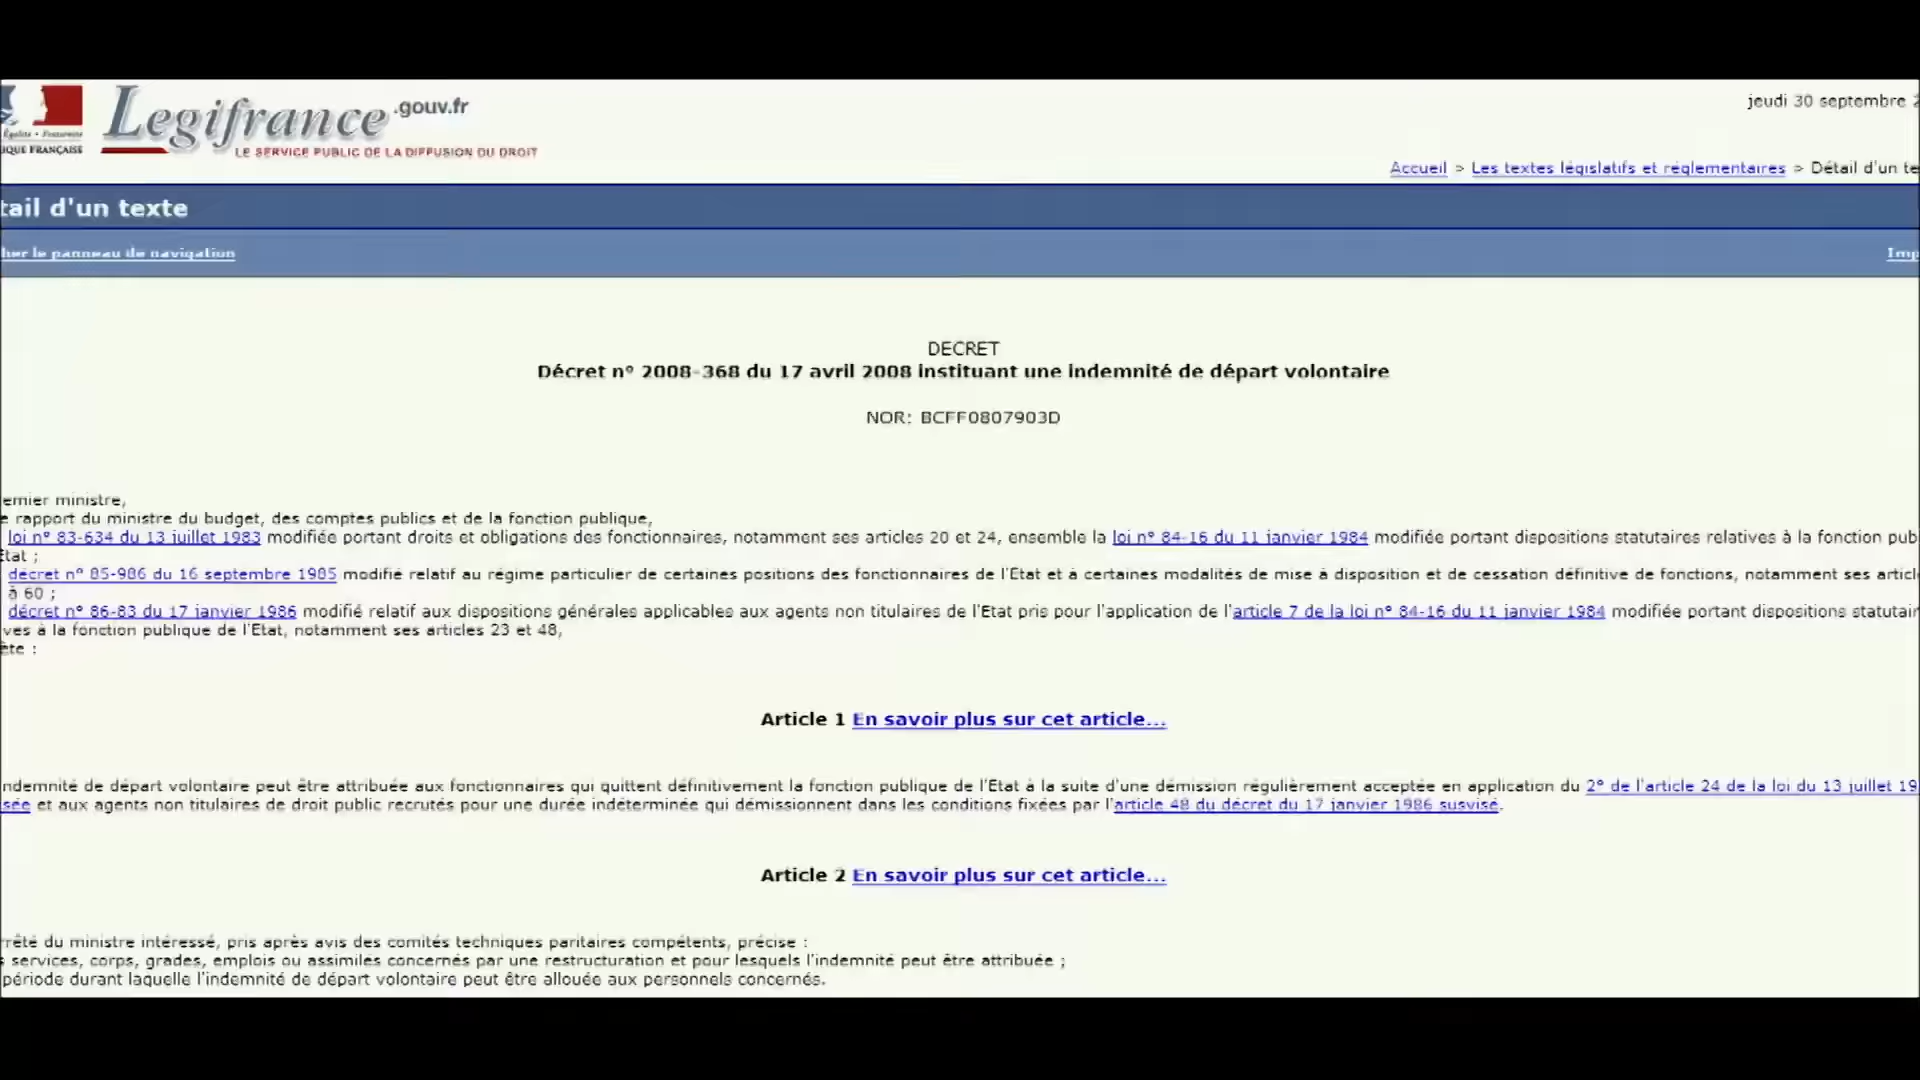 Legifrance .gouv.fr
LE SERVICE PUBLIC DE LA DIFFUSION DU DROIT
Égalité • Fraternité
IQUE FRANÇAISE
jeudi 30 septembre 2
Accueil > Les textes législatifs et réglementaires > Détail d'un te
tail d'un texte
her le panneau de navigation
Imp
DECRET
Décret n° 2008-368 du 17 avril 2008 instituant une indemnité de départ volontaire
NOR: BCFF0807903D
emier ministre,
e rapport du ministre du budget, des comptes publics et de la fonction publique,
loi n° 83-634 du 13 juillet 1983 modifiée portant droits et obligations des fonctionnaires, notamment ses articles 20 et 24, ensemble la loi n° 84-16 du 11 janvier 1984 modifiée portant dispositions statutaires relatives à la fonction pub
Etat ;
décret n° 85-986 du 16 septembre 1985 modifié relatif au régime particulier de certaines positions des fonctionnaires de l'Etat et à certaines modalités de mise à disposition et de cessation définitive de fonctions, notamment ses articl
à 60 ;
décret n° 86-83 du 17 janvier 1986 modifié relatif aux dispositions générales applicables aux agents non titulaires de l'Etat pris pour l'application de l'article 7 de la loi n° 84-16 du 11 janvier 1984 modifiée portant dispositions statutair
ves à la fonction publique de l'Etat, notamment ses articles 23 et 48,
ète :
Article 1 En savoir plus sur cet article...
ndemnité de départ volontaire peut être attribuée aux fonctionnaires qui quittent définitivement la fonction publique de l'Etat à la suite d'une démission régulièrement acceptée en application du 2° de l'article 24 de la loi du 13 juillet 19
sée et aux agents non titulaires de droit public recrutés pour une durée indéterminée qui démissionnent dans les conditions fixées par l'article 48 du décret du 17 janvier 1986 susvisé.
Article 2 En savoir plus sur cet article...
rrêté du ministre intéressé, pris après avis des comités techniques paritaires compétents, précise :
s services, corps, grades, emplois ou assimilés concernés par une restructuration et pour lesquels l'indemnité peut être attribuée ;
période durant laquelle l'indemnité de départ volontaire peut être allouée aux personnels concernés.